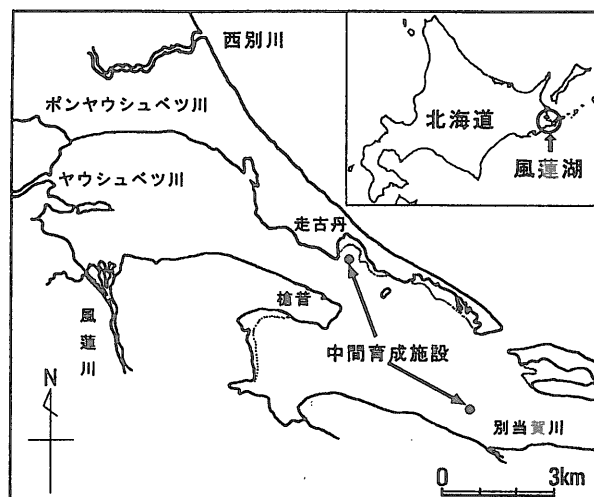 西別川
北海道
風蓮湖
ポンヤウシュベツ川
ヤウシュベツ川
走古丹
槍昔
風蓮川
中間育成施設
別当賀川
N
0 3km